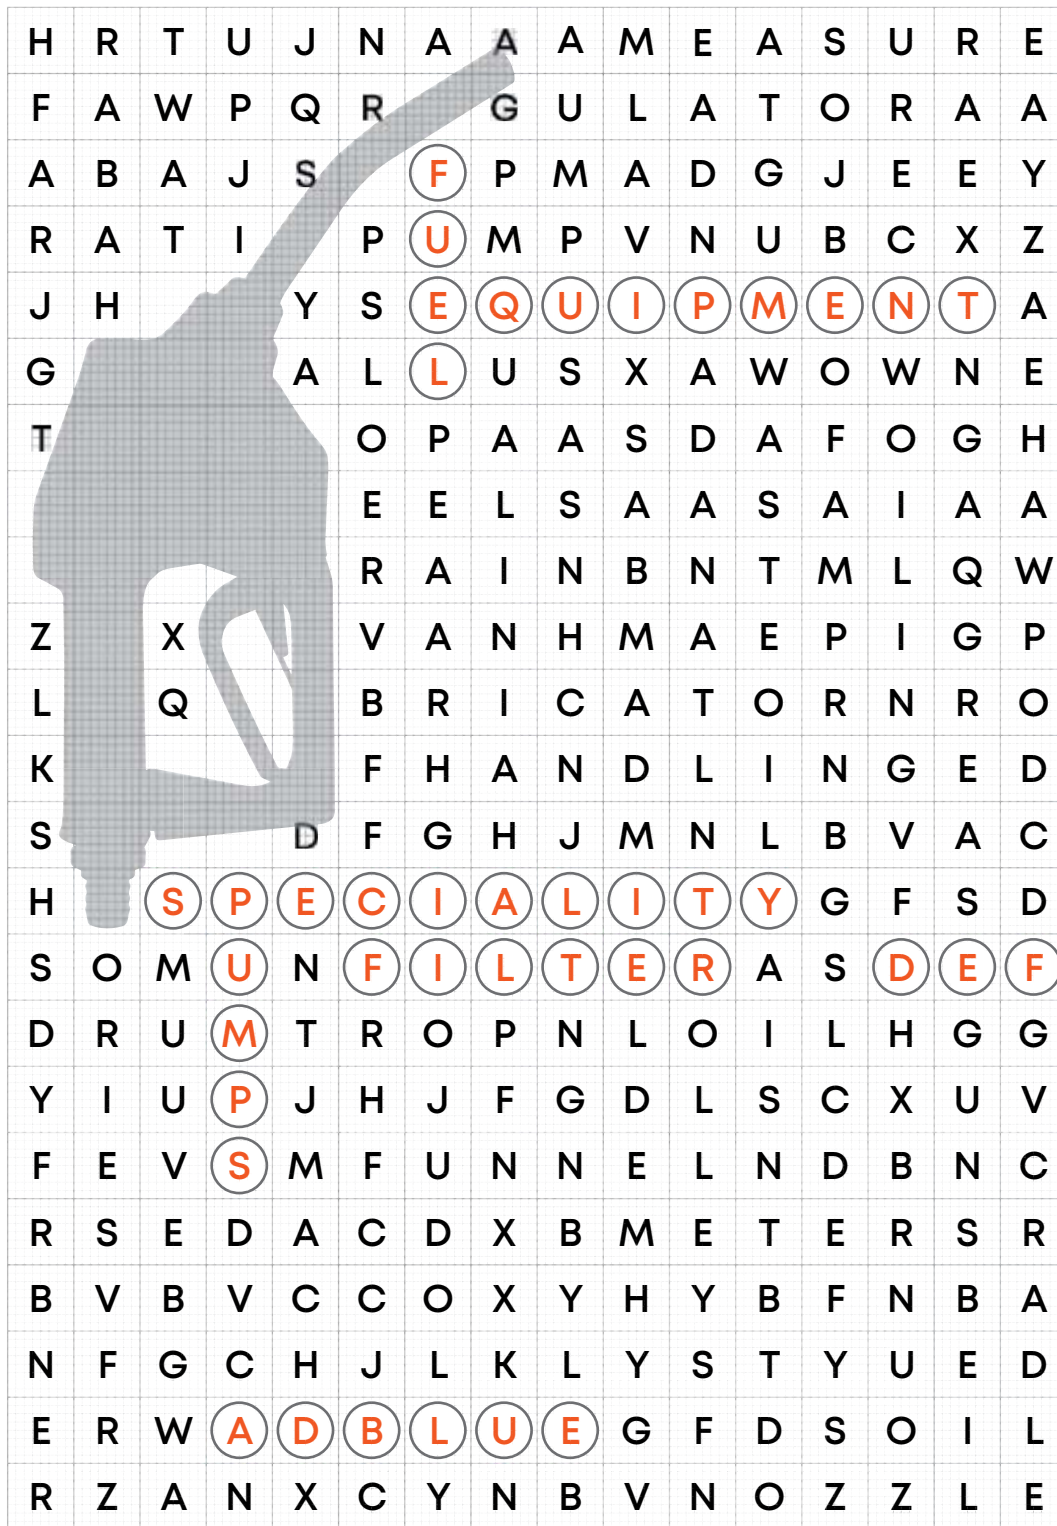 H R T U J N A A A M E A S U R E
F A W P Q R G U L A T O R A A
A B A J S F P M A D G J E E Y
R A T I P U M P V N U B C X Z
J H Y S E Q U I P M E N T A
G A L L U S X A W O W N E
T O P A A S D A F O G H
E E L S A A S A I A A
R A I N B N T M L Q W
Z X V A N H M A E P I G P
L Q B R I C A T O R N R O
K F H A N D L I N G E D
S D F G H J M N L B V A C
H S P E C I A L I T Y G F S D
S O M U N F I L T E R A S D E F
D R U M T R O P N L O I L H G G
Y I U P J H J F G D L S C X U V
F E V S M F U N N E L N D B N C
R S E D A C D X B M E T E R S R
B V B V C C O X Y H Y B F N B A
N F G C H J L K L Y S T Y U E D
E R W A D B L U E G F D S O I L
R Z A N X C Y N B V N O Z Z L E